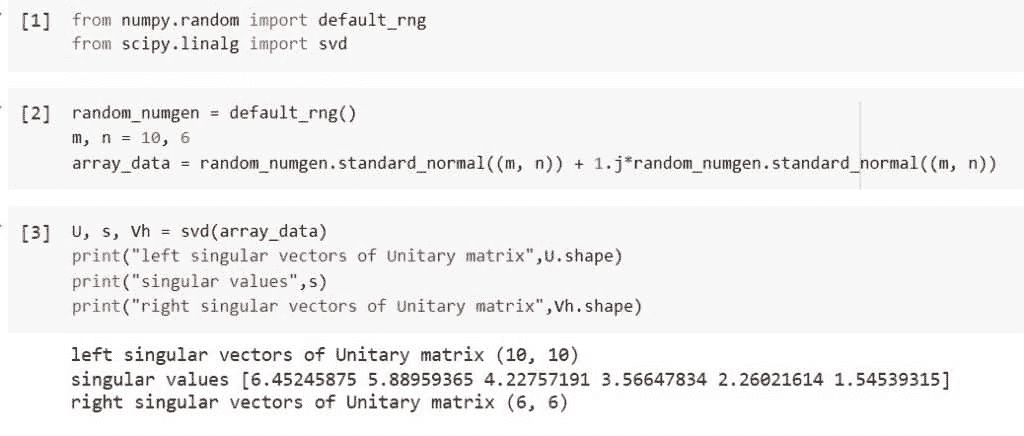 [1] from numpy.random import default_rng
from scipy.linalg import svd
[2] random_numgen = default_rng()
m, n = 10, 6
array_data = random_numgen.standard_normal((m, n)) + 1.j*random_numgen.standard_normal((m, n))
[3] U, s, Vh = svd(array_data)
print("left singular vectors of Unitary matrix",U.shape)
print("singular values",s)
print("right singular vectors of Unitary matrix",Vh.shape)
left singular vectors of Unitary matrix (10, 10)
singular values [6.45245875 5.88959365 4.22757191 3.56647834 2.26021614 1.54539315]
right singular vectors of Unitary matrix (6, 6)